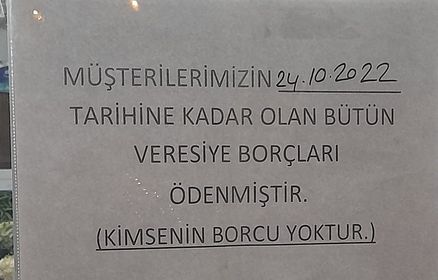 MÜŞTERİLERİMİZİN 24.10.2022
TARİHİNE KADAR OLAN BÜTÜN
VERESİYE BORÇLARI
ÖDENMİŞTİR.
(KİMSENİN BORCU YOKTUR.)